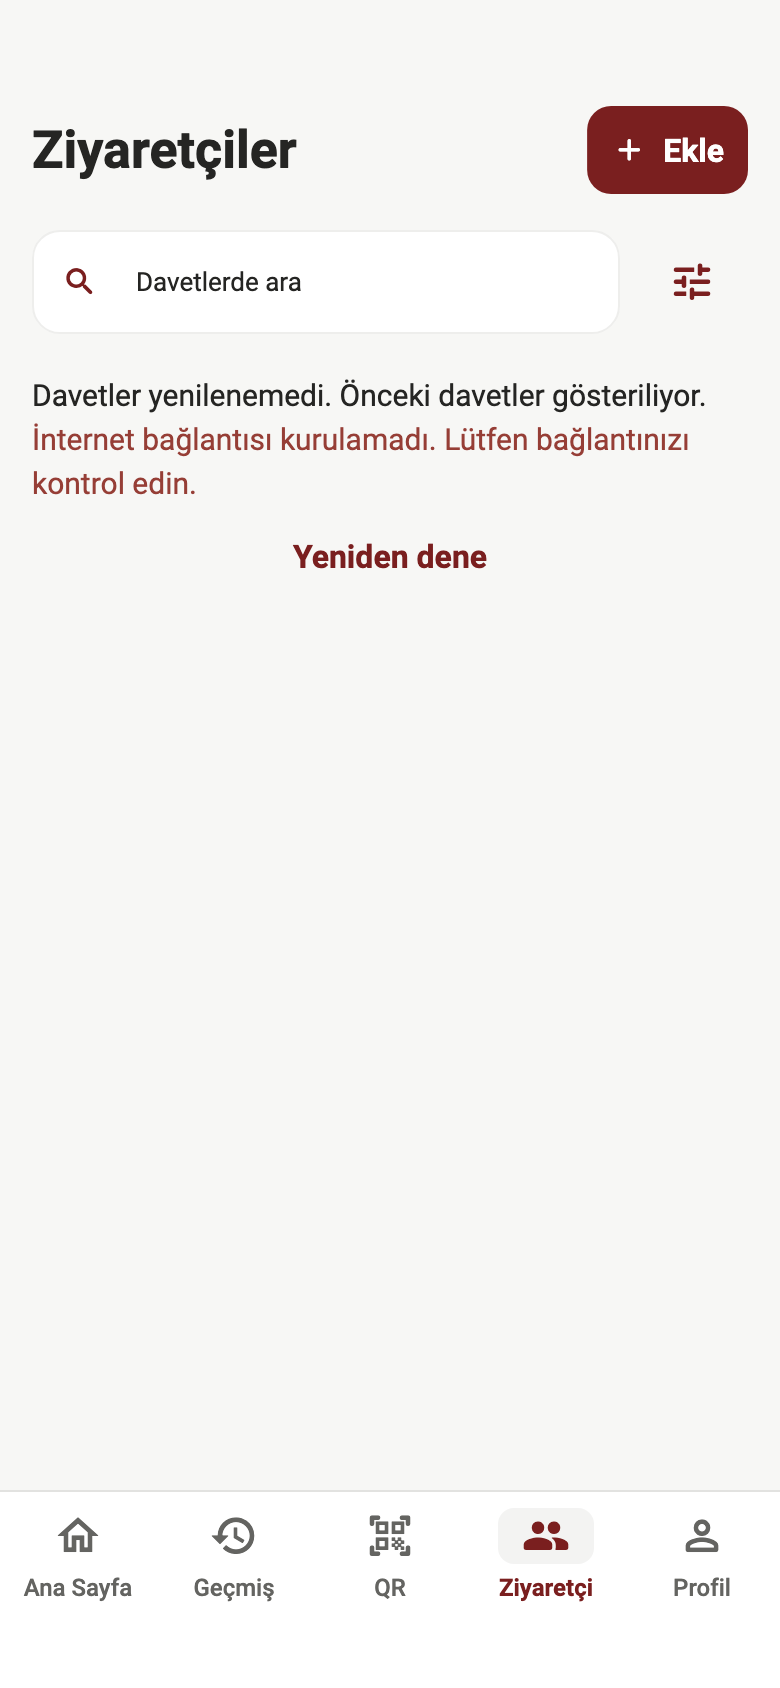 Ziyaretçiler
+ Ekle
Davetlerde ara
Davetler yenilenemedi. Önceki davetler gösteriliyor.
İnternet bağlantısı kurulamadı. Lütfen bağlantınızı
kontrol edin.
Yeniden dene
Ana Sayfa
Geçmiş
QR
Ziyaretçi
Profil